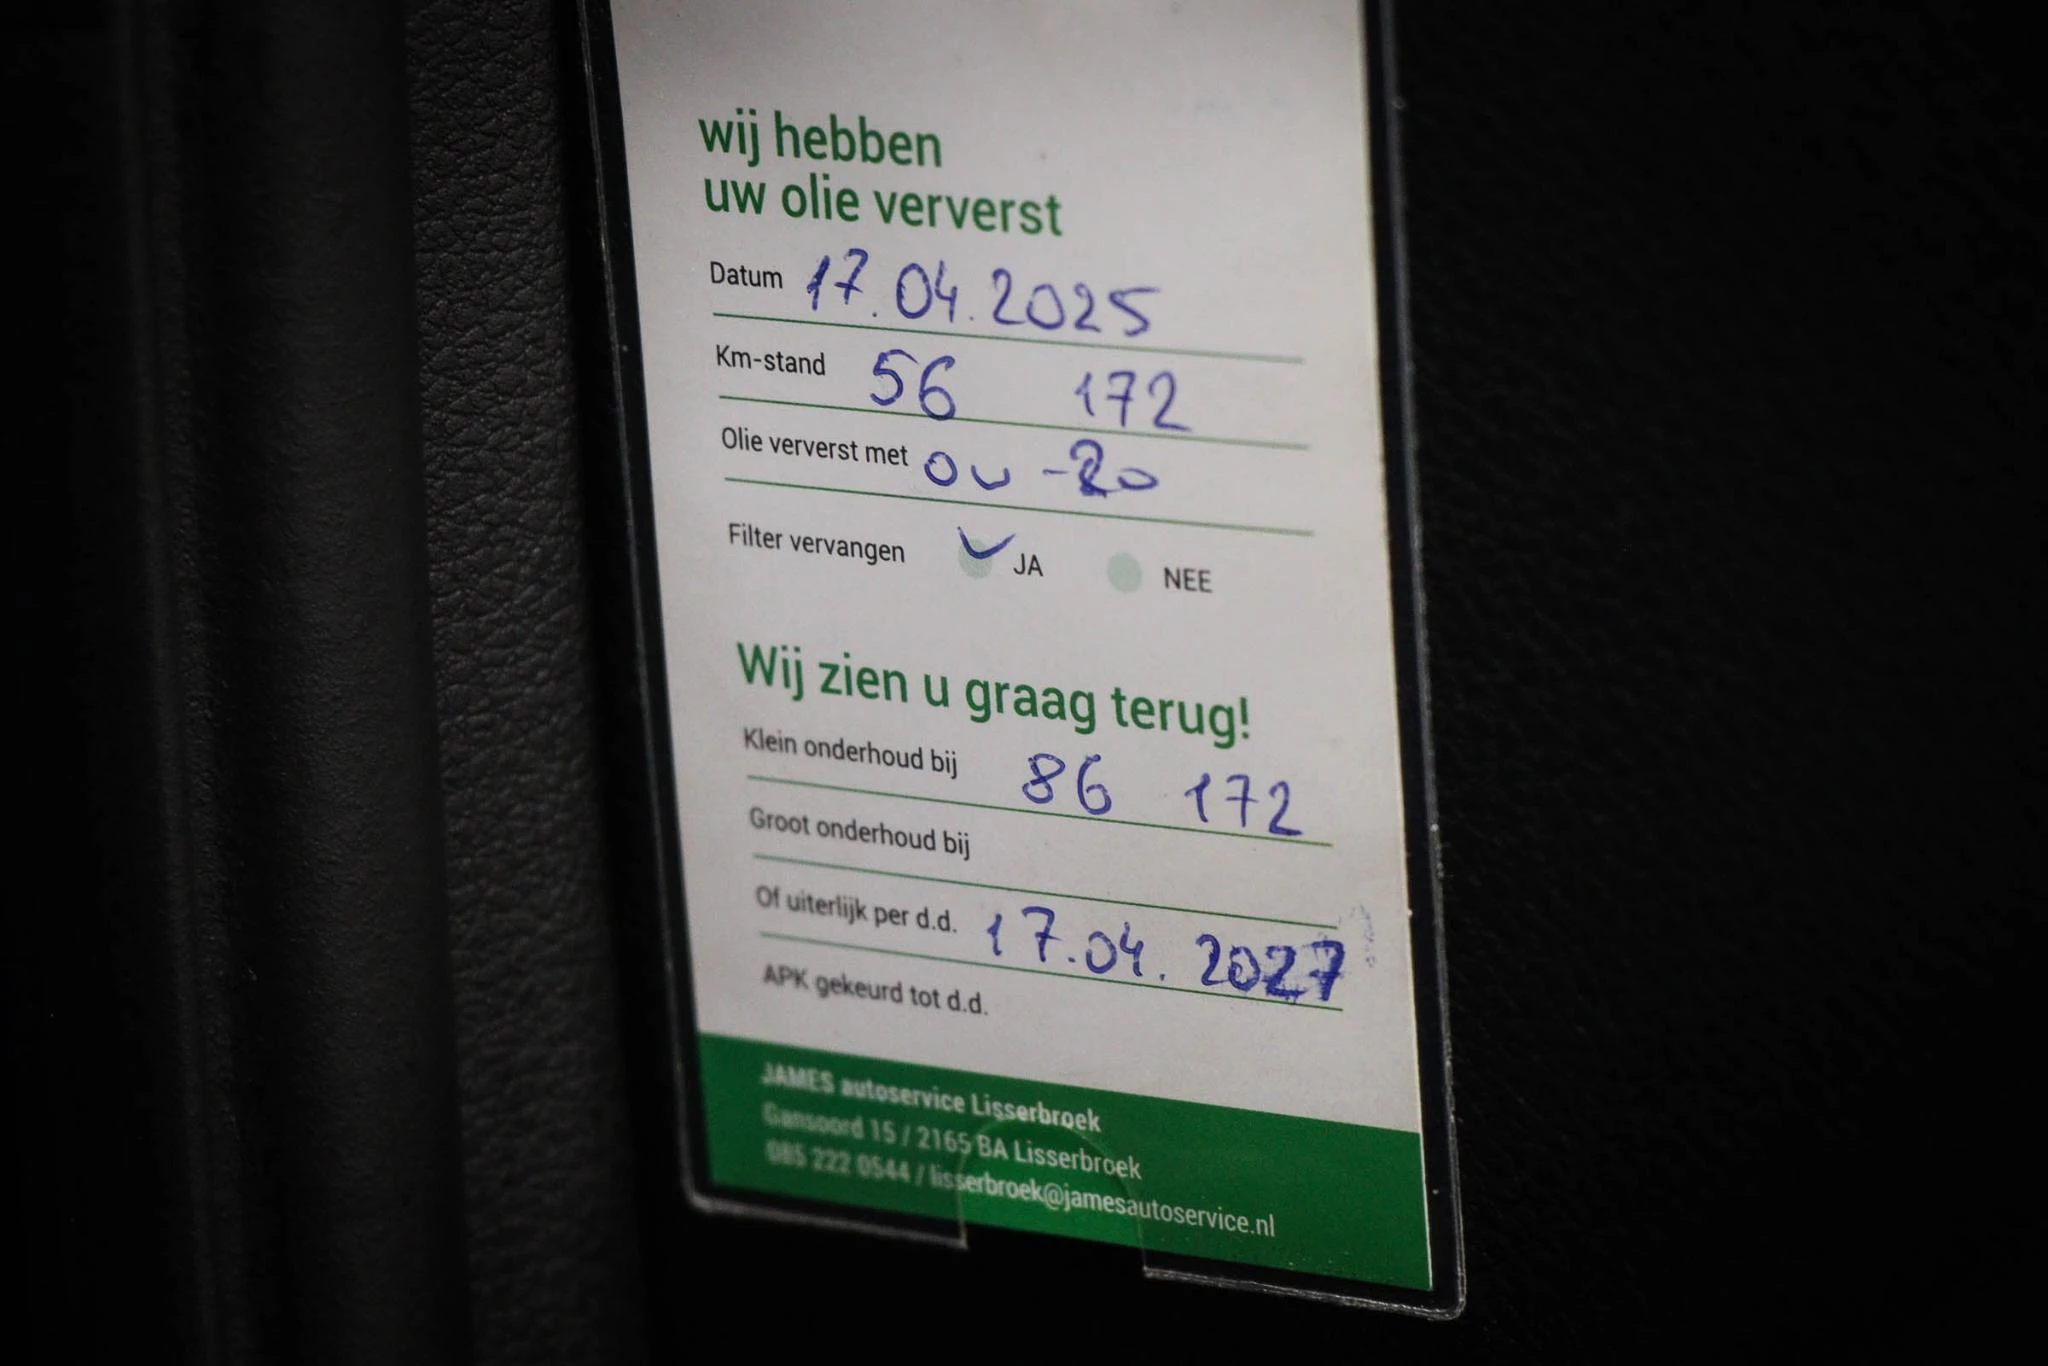 wij hebben
uw olie ververst
Datum 17.04.2025
Km-stand 56 172
Olie ververst met 0w-20
Filter vervangen JA NEE
Wij zien u graag terug!
Klein onderhoud bij 86 172
Groot onderhoud bij
Of uiterlijk per d.d. 17.04.2027
APK gekeurd tot d.d.
JAMES autoservice Lisserbroek
Gansoord 15 / 2165 BA Lisserbroek
085 222 0544 / lisserbroek@jamesautoservice.nl